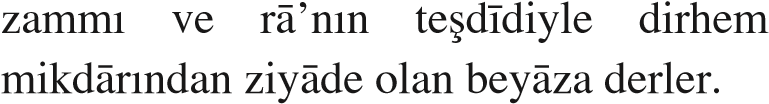 zammı ve rā’nın teşdīdiyle dirhem
mikdārından ziyāde olan beyāza derler.